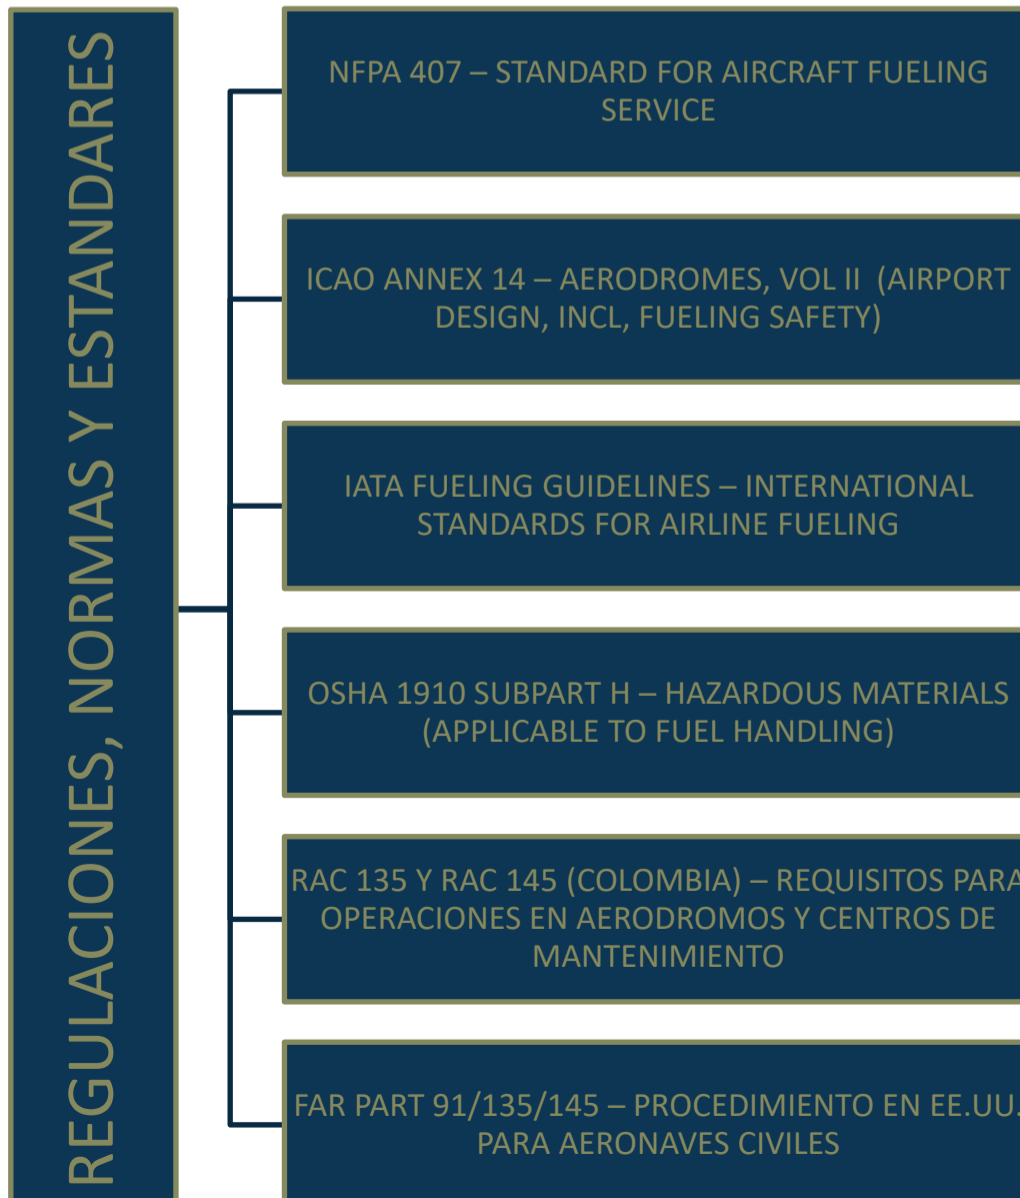 REGULACIONES, NORMAS Y ESTANDARES
NFPA 407 – STANDARD FOR AIRCRAFT FUELING
SERVICE
ICAO ANNEX 14 – AERODROMES, VOL II (AIRPORT
DESIGN, INCL, FUELING SAFETY)
IATA FUELING GUIDELINES – INTERNATIONAL
STANDARDS FOR AIRLINE FUELING
OSHA 1910 SUBPART H – HAZARDOUS MATERIALS
(APPLICABLE TO FUEL HANDLING)
RAC 135 Y RAC 145 (COLOMBIA) – REQUISITOS PARA
OPERACIONES EN AERODROMOS Y CENTROS DE
MANTENIMIENTO
FAR PART 91/135/145 – PROCEDIMIENTO EN EE.UU.
PARA AERONAVES CIVILES